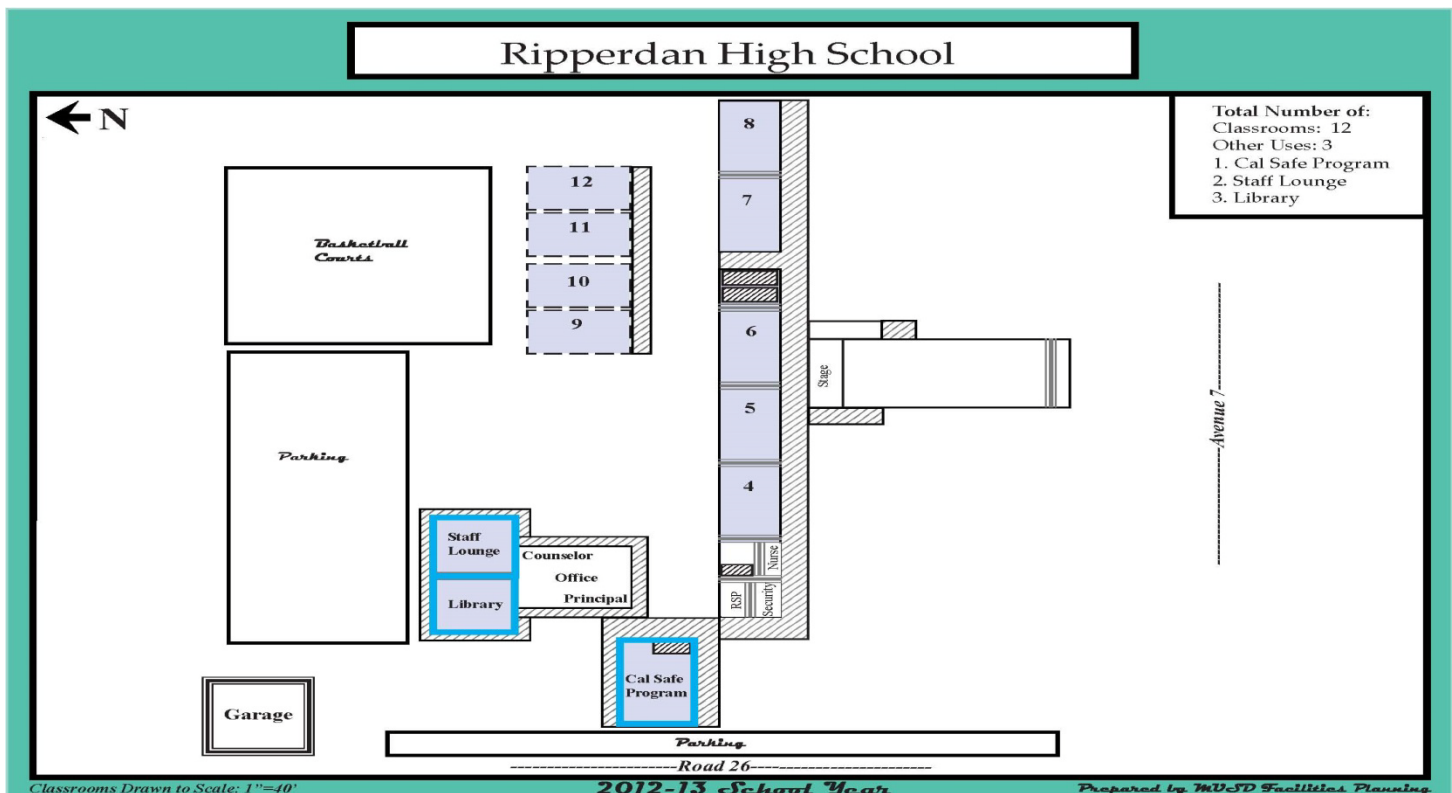 Ripperdan High School
N
Total Number of:
Classrooms: 12
Other Uses: 3
1. Cal Safe Program
2. Staff Lounge
3. Library
8
7
12
11
10
9
Basketball
Courts
6
5
4
Stage
Avenue 7
Parking
Staff
Lounge
Library
Counselor
Office
Principal
Nurse
RSP
Security
Cal Safe
Program
Garage
Parking
Road 26
Classrooms Drawn to Scale: 1"=40'
2012-13 School Year
Prepared by MUSD Facilities Planning